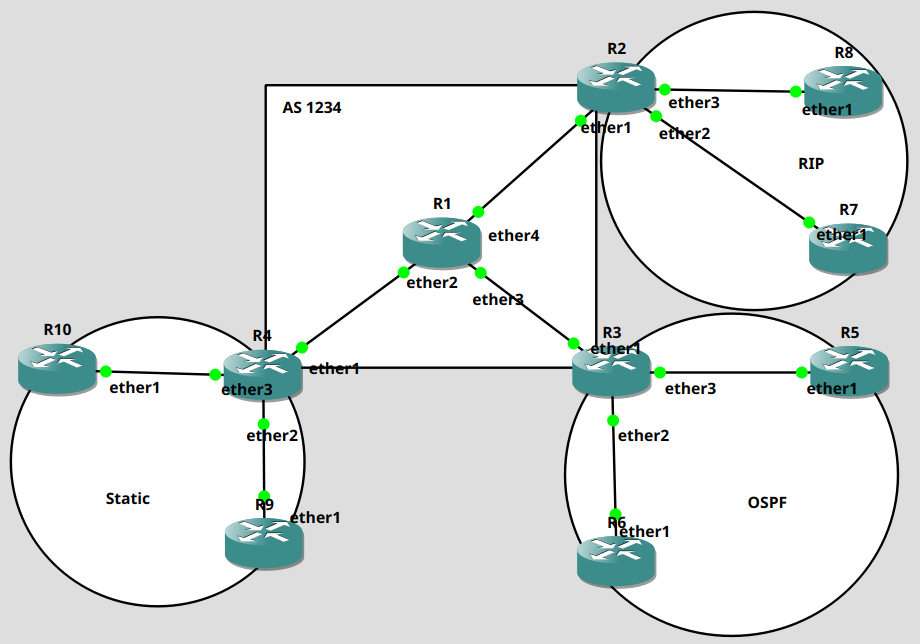 R2
R8
ether3
ether1
AS 1234
ether1
ether2
RIP
R1
R7
ether4
ether1
ether2
ether3
R10
R4
R3
ether1
R5
ether1
ether1
ether3
ether3
ether1
ether2
ether2
Static
R9
ether1
OSPF
R6
ether1